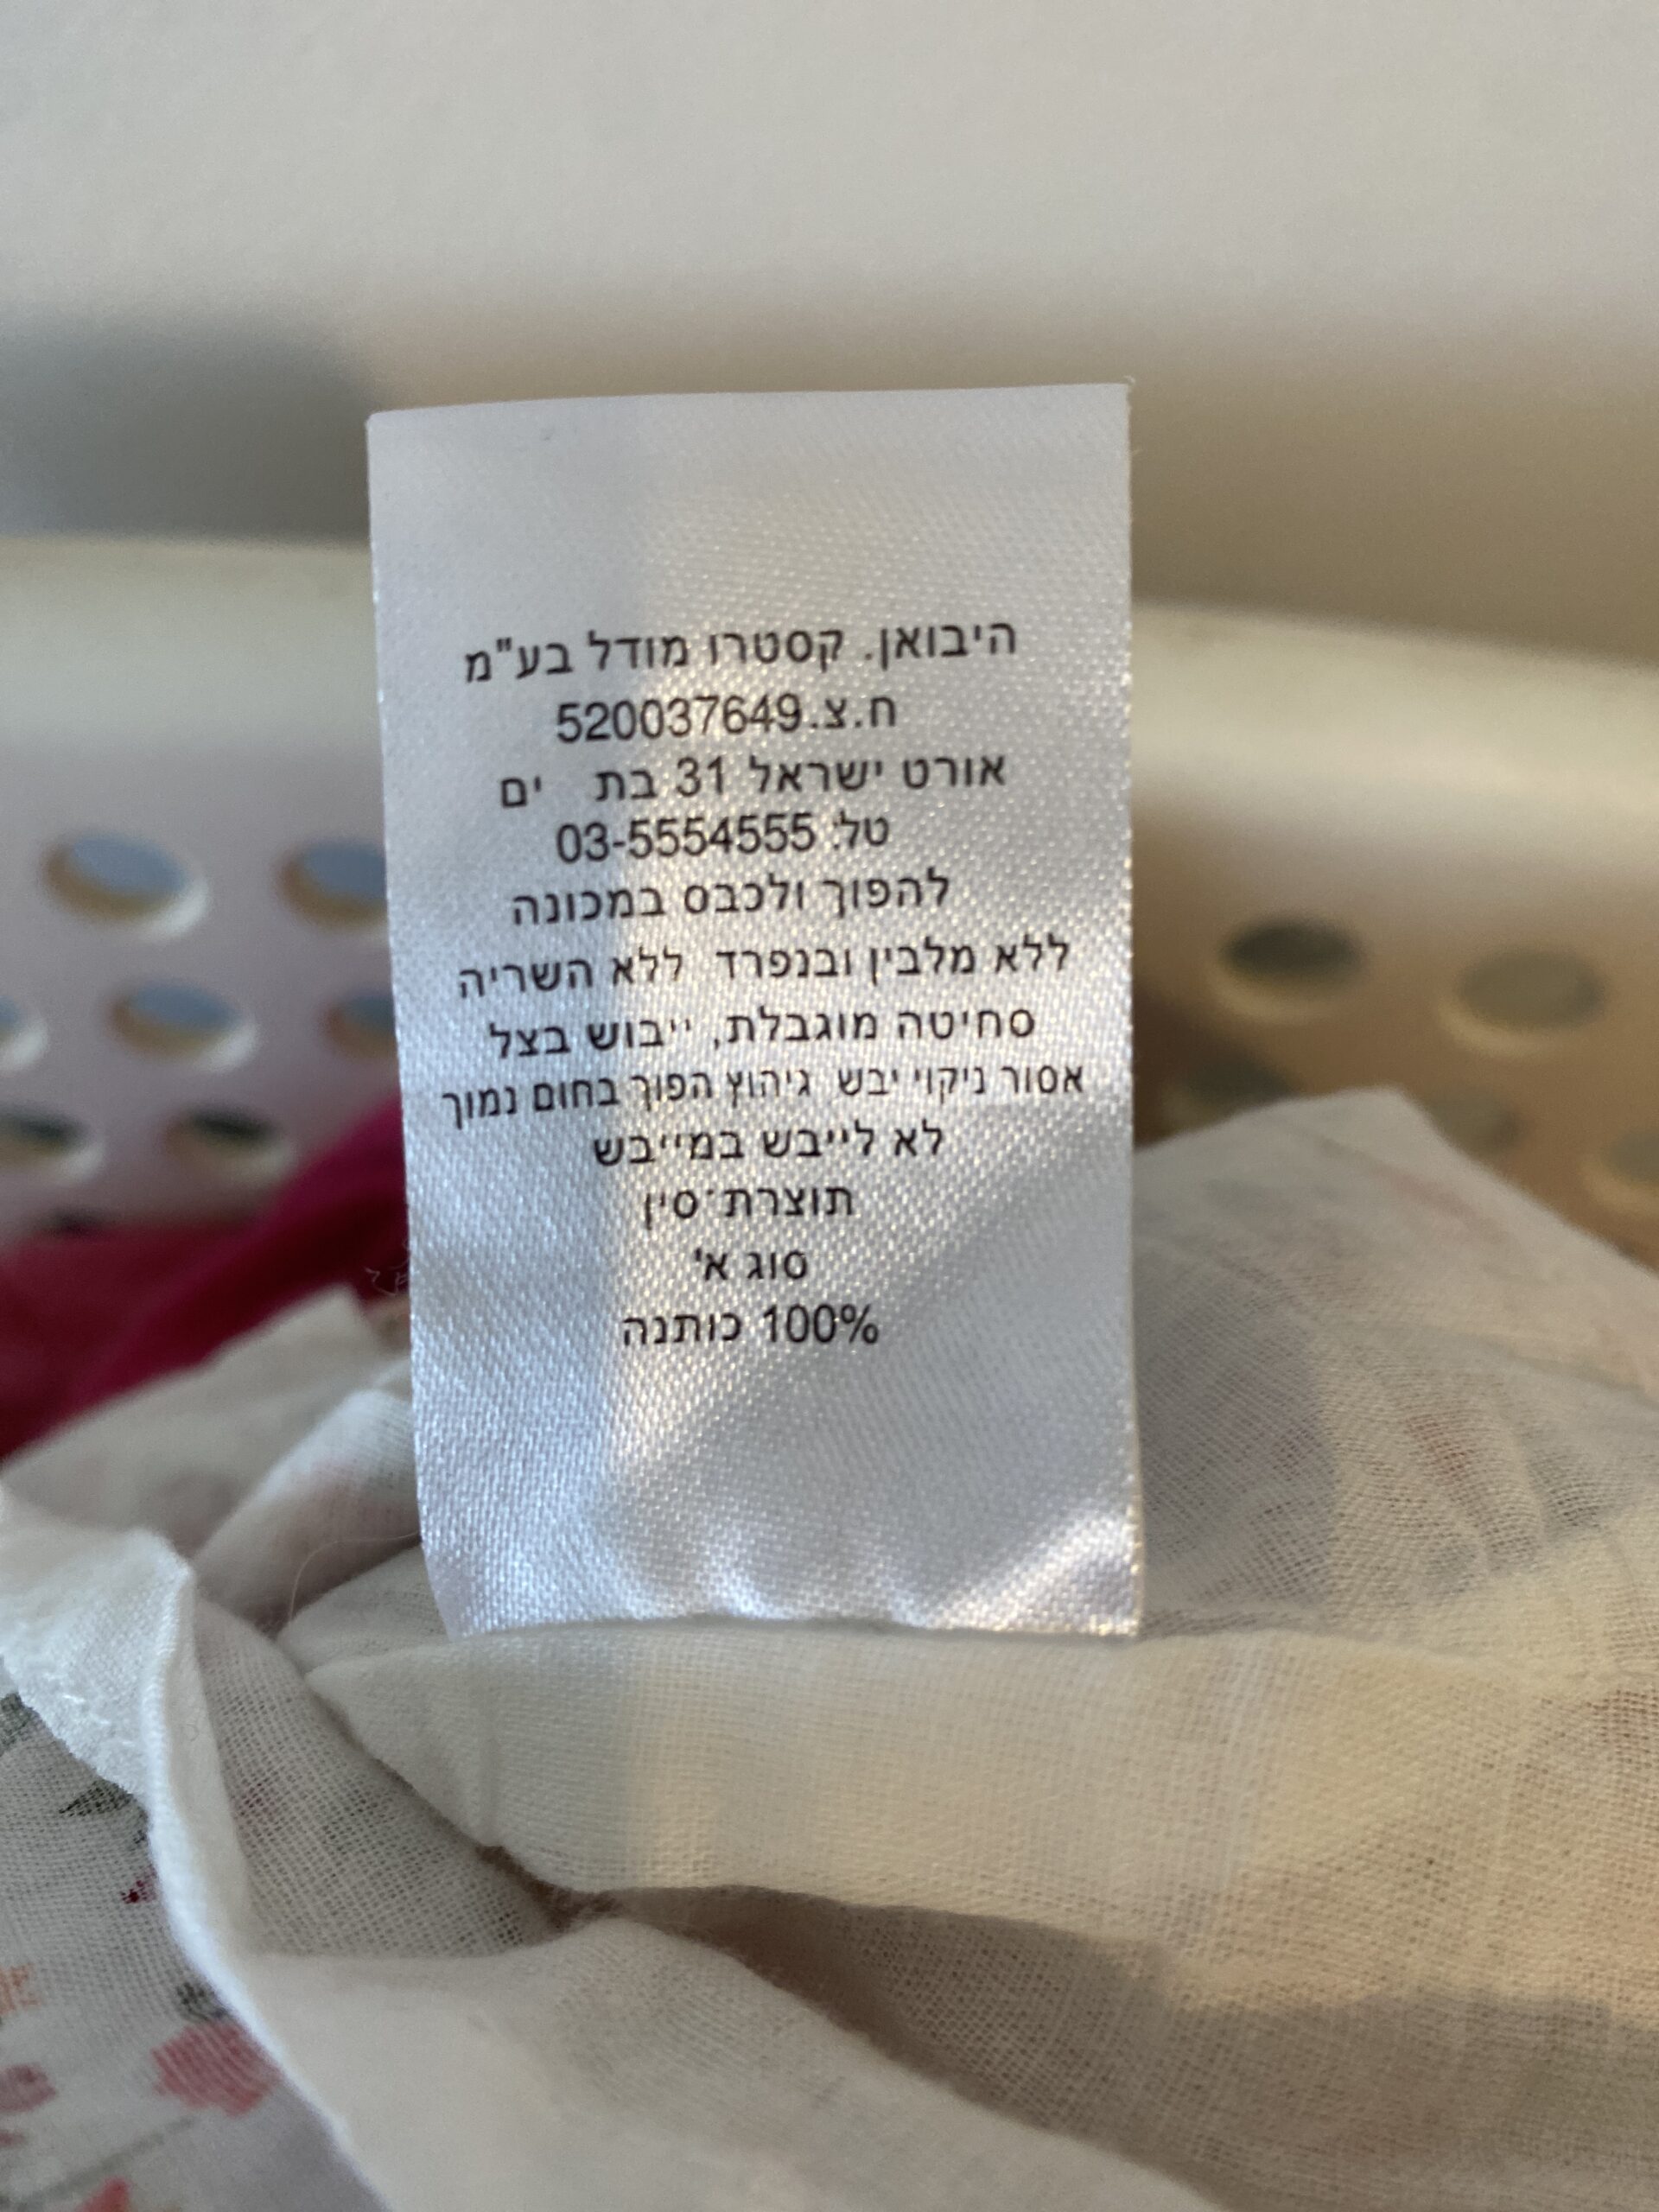 היבואן. קסטרו מודל בע"מ
ח.צ.520037649
אורט ישראל 31 בת ים
טל: 03-5554555
להפוך ולכבס במכונה
ללא מלבין ובנפרד ללא השריה
סחיטה מוגבלת, ייבוש בצל
אסור ניקוי יבש גיהוץ הפוך בחום נמוך
לא לייבש במייבש
תוצרת סין
סוג א'
100% כותנה